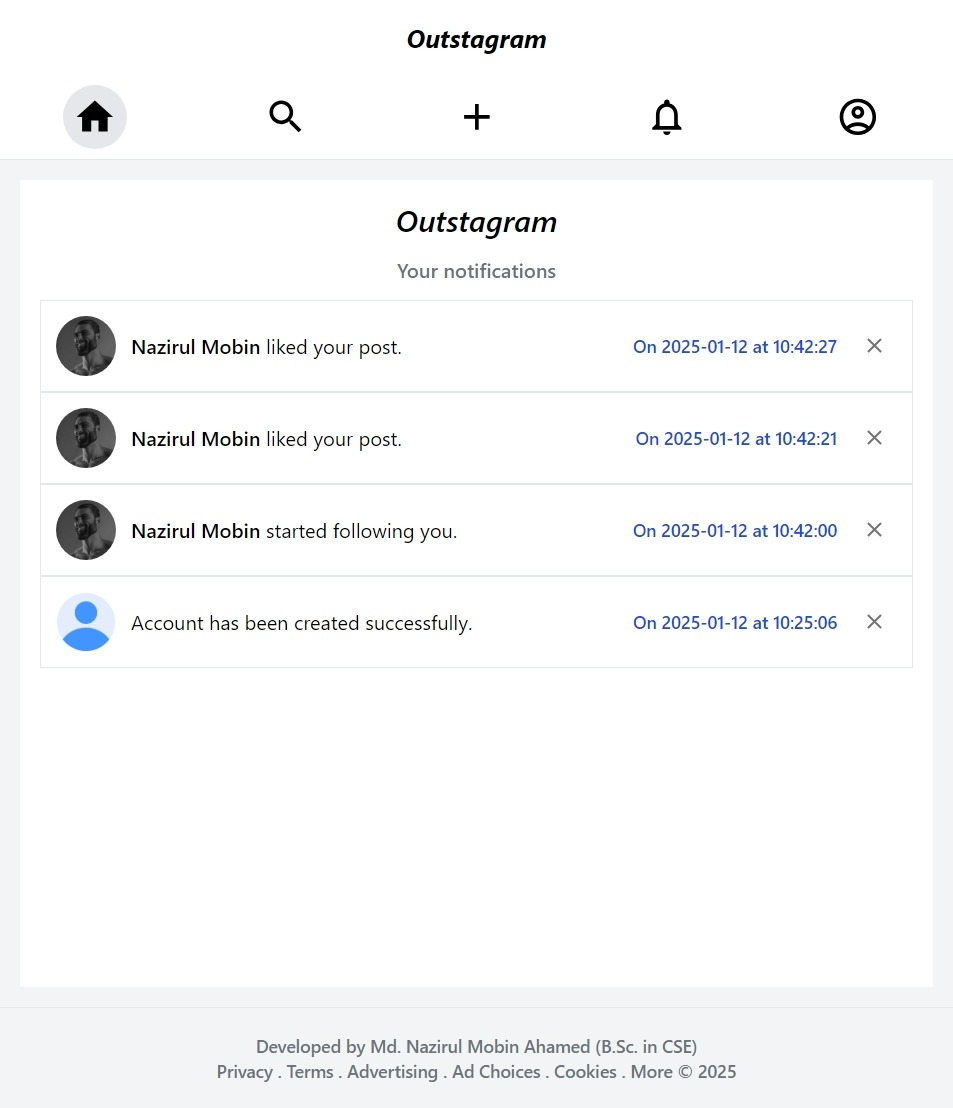 Outstagram
Outstagram
Your notifications
Nazirul Mobin liked your post. On 2025-01-12 at 10:42:27
Nazirul Mobin liked your post. On 2025-01-12 at 10:42:21
Nazirul Mobin started following you. On 2025-01-12 at 10:42:00
Account has been created successfully. On 2025-01-12 at 10:25:06
Developed by Md. Nazirul Mobin Ahamed (B.Sc. in CSE)
Privacy . Terms . Advertising . Ad Choices . Cookies . More © 2025